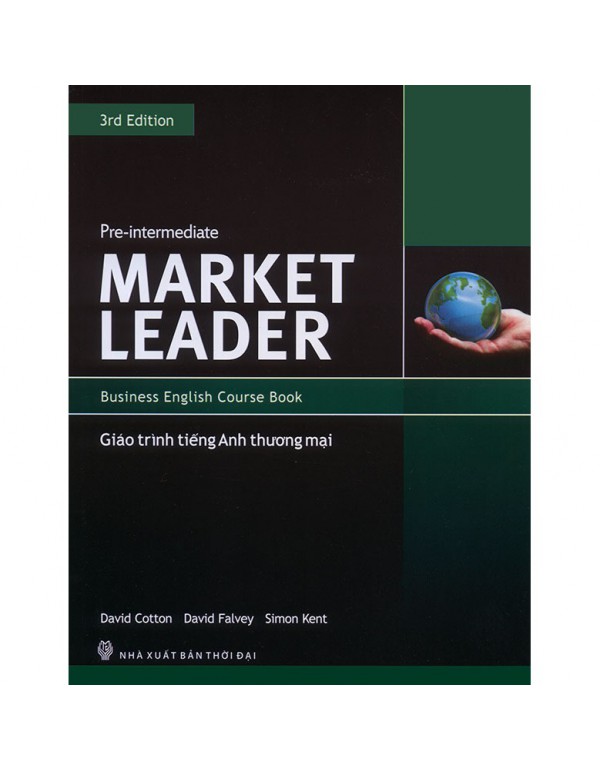 3rd Edition
Pre-intermediate
MARKET
LEADER
Business English Course Book
Giáo trình tiếng Anh thương mại
David Cotton David Falvey Simon Kent
NHÀ XUẤT BẢN THỜI ĐẠI